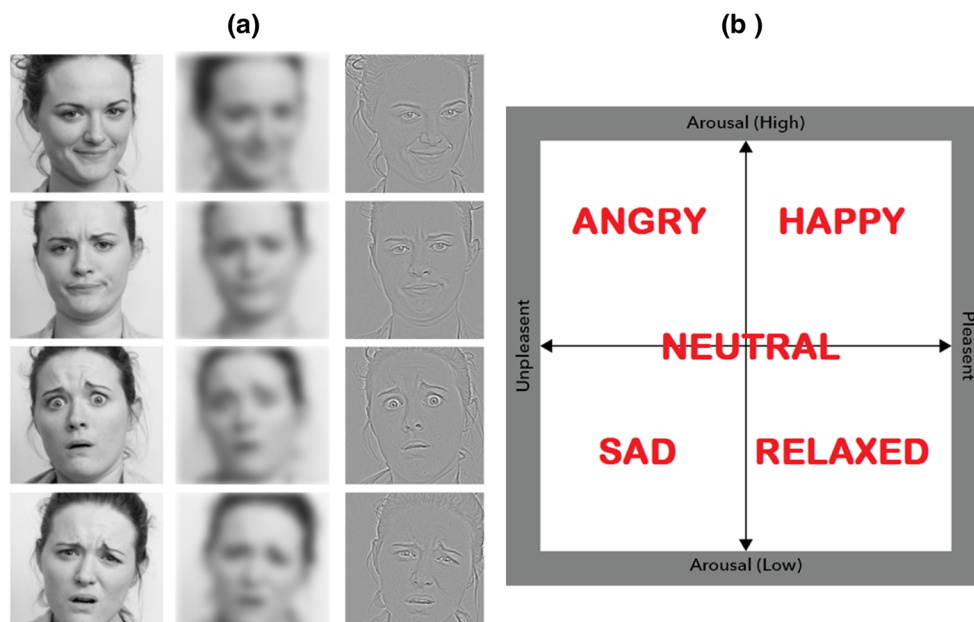 (a)
(b )
Arousal (High)
ANGRY HAPPY
Unpleasent
NEUTRAL
Pleasent
SAD RELAXED
Arousal (Low)